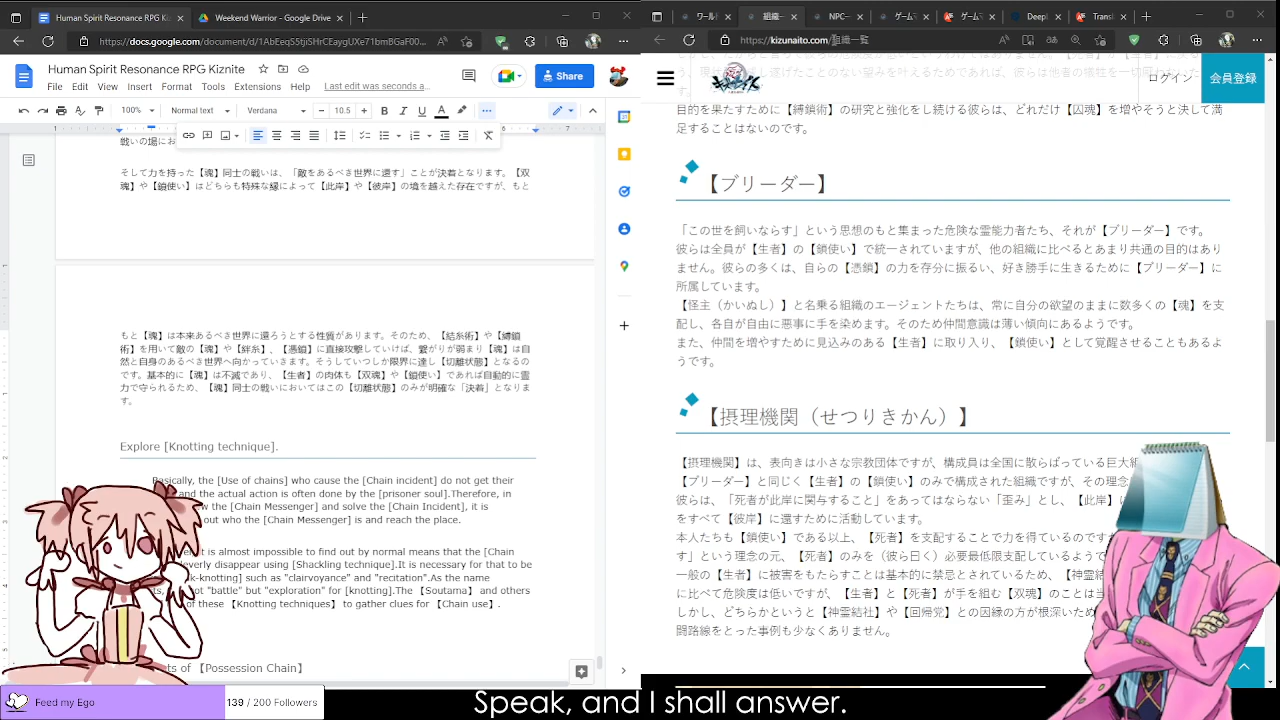 https://docs.google.com/document/d/1AbEqS5tjiSHrCEaygUXe71bmBGaF00...
Human Spirit Resonance RPG Kiznite
File Edit View Insert Format Tools Extensions Help Last edit was seconds a...
Share
100% Normal text Verdana 10.5
戦いの場にお
そして力を持った【魂】同士の戦いは、「敵をあるべき世界に還す」ことが決着となります。【双
魂】や【鎖使い】はどちらも特殊な縁によって【此岸】や【彼岸】の境を越えた存在ですが、もと
もと【魂】は本来あるべき世界に還ろうとする性質があります。そのため、【結糸術】や【縛鎖
術】を用いて敵の【魂】や【絆糸】、【憑鎖】に直接攻撃していけば、繋がりが弱まり【魂】は自
然と自身のあるべき世界へ向かっていきます。そうしていつしか限界に達し【切離状態】となるの
です。基本的に【魂】は不滅であり、【生者】の肉体も【双魂】や【鎖使い】であれば自動的に霊
力で守られるため、【魂】同士の戦いにおいてはこの【切離状態】のみが明確な「決着」となりま
す。
Explore [Knotting technique].
Basically, the [Use of chains] who cause the [Chain incident] do not get their
and the actual action is often done by the [prisoner soul].Therefore, in
w the [Chain Messenger] and solve the [Chain Incident], it is
out who the [Chain Messenger] is and reach the place.
it is almost impossible to find out by normal means that the [Chain
everly disappear using [Shackling technique].It is necessary for that to be
-knotting] such as "clairvoyance" and "recitation".As the name
ot "battle" but "exploration" for [knotting].The [Soutama] and others
of these【Knotting techniques】to gather clues for【Chain use】.
ts of【Possession Chain】
Feed my Ego
139 / 200 Followers
Weekend Spirit Drive - Google Dri
Human Spirit Resonance RPG Ki
ワール
組織一
NPC一
ゲーム
ゲーム
Deepl
Transl
https://kizunaito.com/組織一覧
ログイン
会員登録
目的を果たすために【縛鎖術】の研究と強化をし続ける彼らは、どれだけ【囚魂】を増やそうと決して満
足することはないのです。
【ブリーダー】
「この世を飼いならす」という思想のもと集まった危険な霊能力者たち、それが【ブリーダー】です。
彼らは全員が【生者】の【鎖使い】で統一されていますが、他の組織に比べるとあまり共通の目的はあり
ません。彼らの多くは、自らの【憑鎖】の力を存分に振るい、好き勝手に生きるために【ブリーダー】に
所属しています。
【怪主（かいぬし）】と名乗る組織のエージェントたちは、常に自分の欲望のままに数多くの【魂】を支
配し、各自が自由に悪事に手を染めます。そのため仲間意識は薄い傾向にあるようです。
また、仲間を増やすために見込みのある【生者】に取り入り、【鎖使い】として覚醒させることもあるよ
うです。
【摂理機関（せつりきかん）】
【摂理機関】は、表向きは小さな宗教団体ですが、構成員は全国に散らばっている巨大組
【ブリーダー】と同じく【生者】の【鎖使い】のみで構成された組織ですが、その理念
彼らは、「死者が此岸に関与すること」をあってはならない「歪み」とし、【此岸】に
をすべて【彼岸】に還すために活動しています。
本人たちも【鎖使い】である以上、【死者】を支配することで力を得ているのです
す」という理念の元、【死者】のみを（彼ら曰く）必要最低限支配しているようで
一般の【生者】に被害をもたらすことは基本的に禁忌とされているため、【神霊結
に比べて危険度は低いですが、【生者】と【死者】が手を組む【双魂】のことは当
しかし、どちらかというと【神霊結社】や【回帰党】との因縁の方が根深いため
闘路線をとった事例も少なくありません。
Speak, and I shall answer.